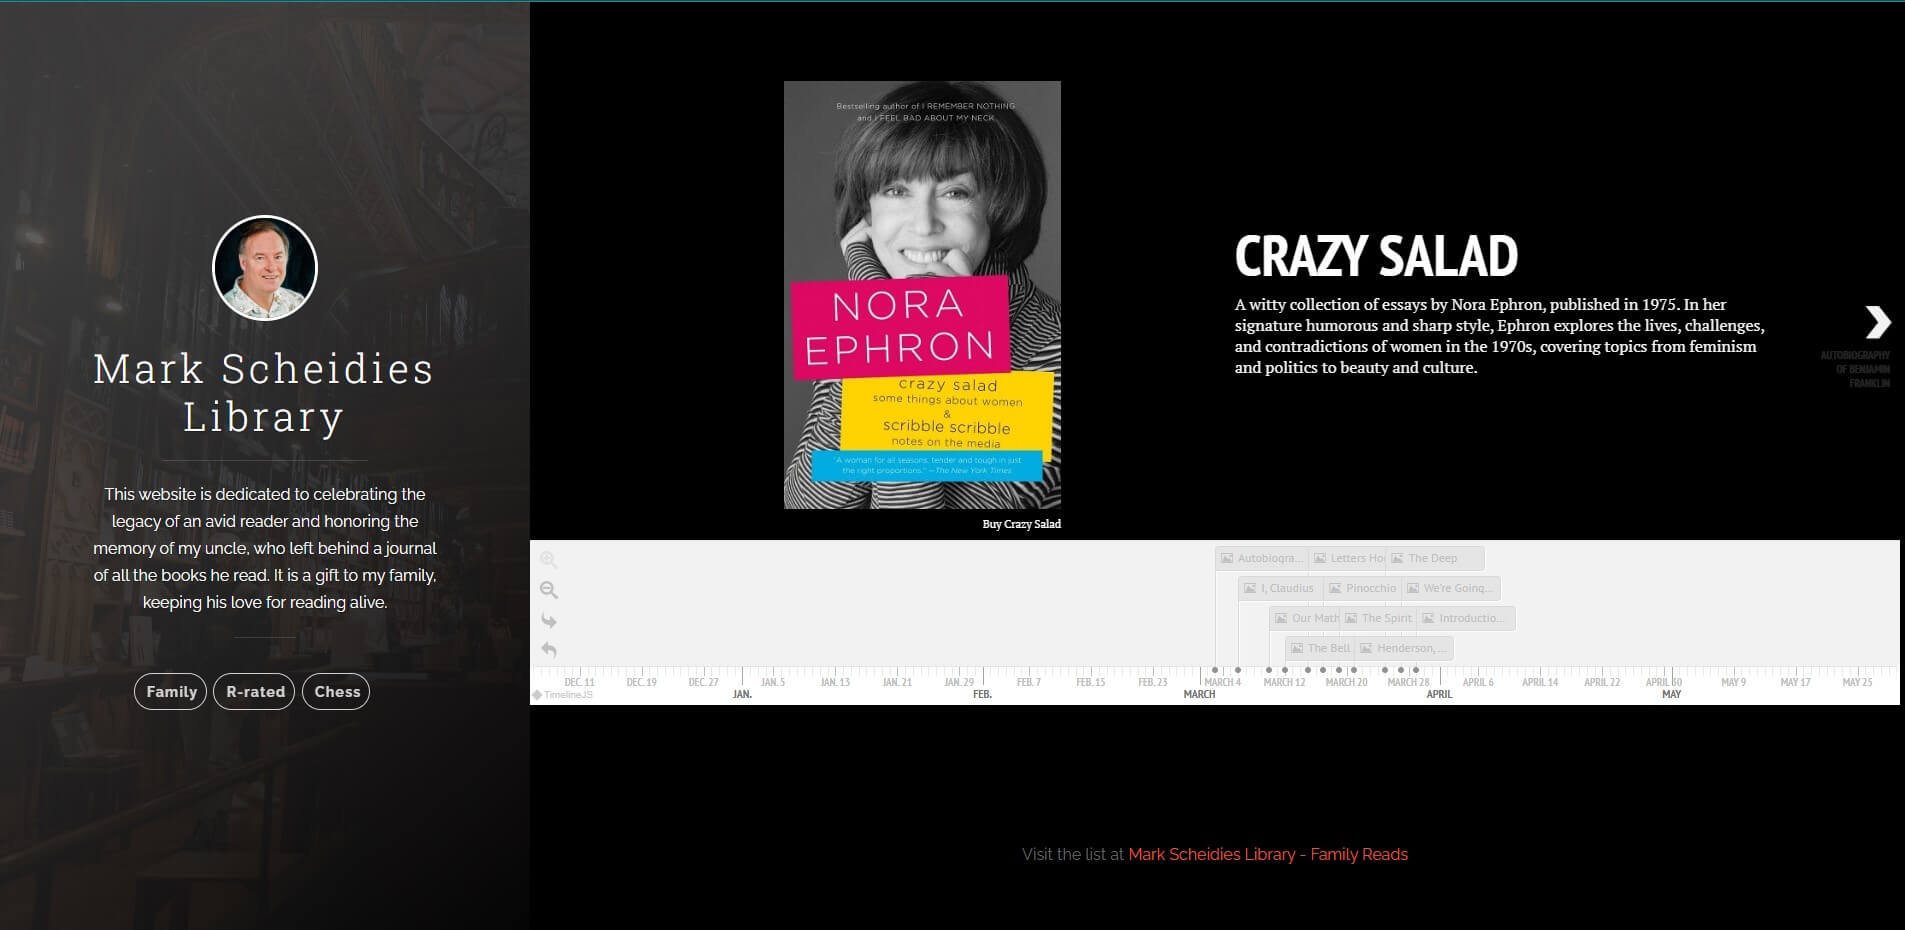 Mark Scheidies
Library
This website is dedicated to celebrating the
legacy of an avid reader and honoring the
memory of my uncle, who left behind a journal
of all the books he read. It is a gift to my family,
keeping his love for reading alive.
Family R-rated Chess
Bestselling author of I REMEMBER NOTHING
and I FEEL BAD ABOUT MY NECK
NORA
EPHRON
crazy salad
some things about women
&
scribble scribble
notes on the media
"A woman for all seasons, tender and tough in just
the right proportions." —The New York Times
Buy Crazy Salad
CRAZY SALAD
A witty collection of essays by Nora Ephron, published in 1975. In her
signature humorous and sharp style, Ephron explores the lives, challenges,
and contradictions of women in the 1970s, covering topics from feminism
and politics to beauty and culture.
AUTOBIOGRAPHY
OF BENJAMIN
FRANKLIN
Autobiogra... Letters Ho The Deep
I, Claudius Pinocchio We're Going...
Our Math The Spirit Introductio...
The Bell Henderson, ...
DEC. 11 DEC. 19 DEC. 27 JAN. 5 JAN. 13 JAN. 21 JAN. 29 FEB. 7 FEB. 15 FEB. 23 MARCH 4 MARCH 12 MARCH 20 MARCH 28 APRIL 6 APRIL 14 APRIL 22 APRIL 30 MAY 9 MAY 17 MAY 25
TimelineJS JAN. FEB. MARCH APRIL MAY
Visit the list at Mark Scheidies Library - Family Reads